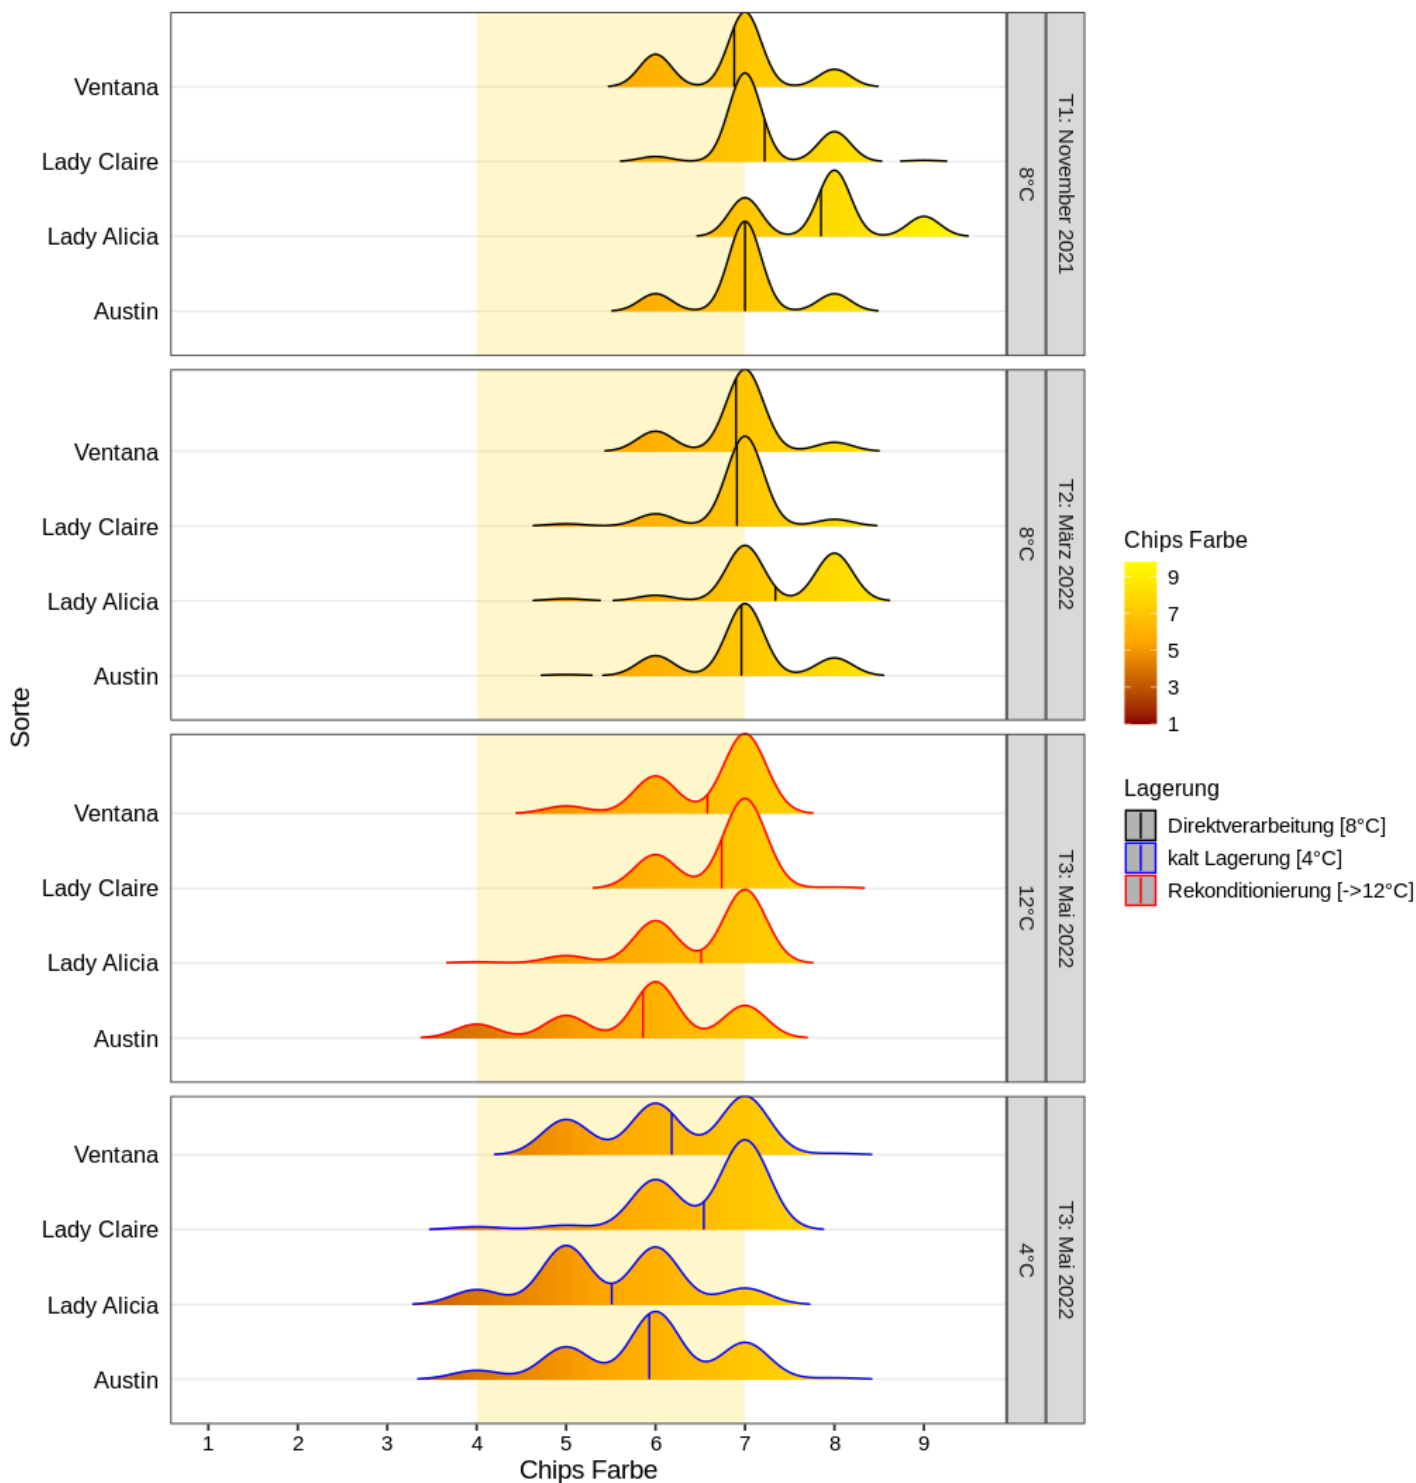 Ventana
Lady Claire
Lady Alicia
Austin
8°C
T1: November 2021
Ventana
Lady Claire
Lady Alicia
Austin
8°C
T2: März 2022
Ventana
Lady Claire
Lady Alicia
Austin
12°C
T3: Mai 2022
Ventana
Lady Claire
Lady Alicia
Austin
4°C
T3: Mai 2022
Sorte
1 2 3 4 5 6 7 8 9
Chips Farbe
Chips Farbe
9
7
5
3
1
Lagerung
Direktverarbeitung [8°C]
kalt Lagerung [4°C]
Rekonditionierung [->12°C]